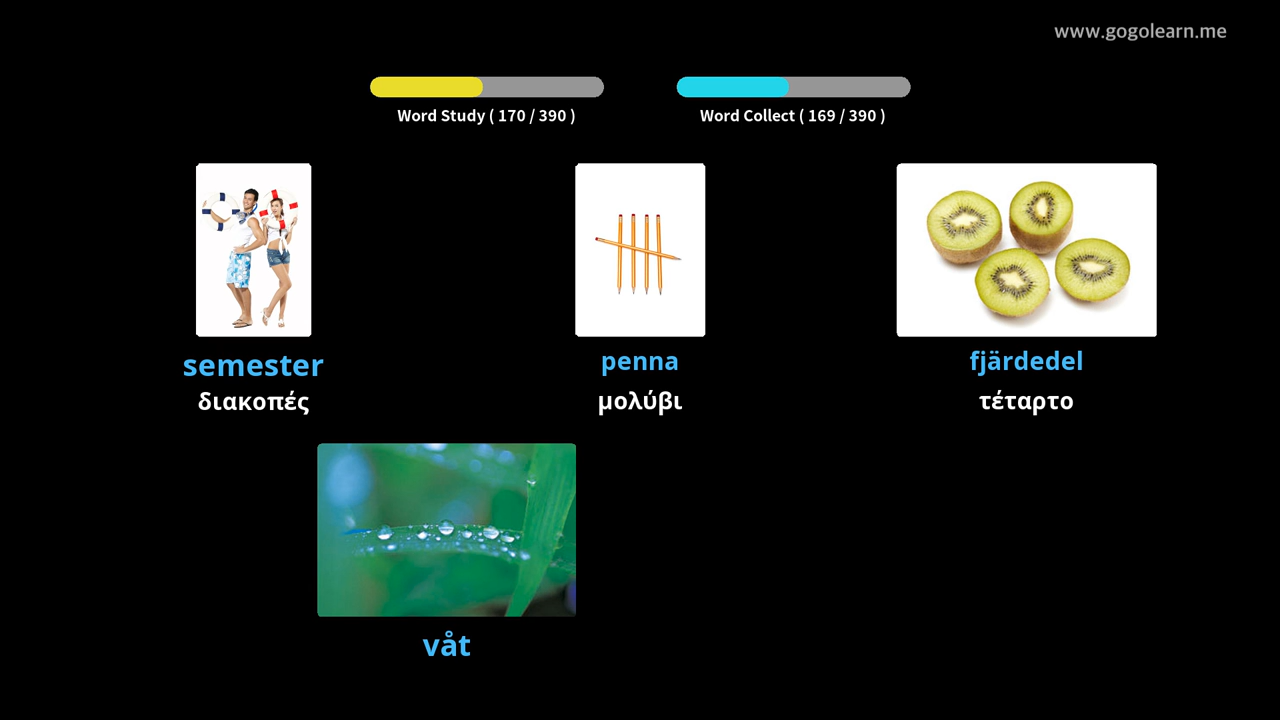 www.gogolearn.me
Word Study ( 170 / 390 )
Word Collect ( 169 / 390 )
semester
διακοπές
penna
μολύβι
fjärdedel
τέταρτο
våt